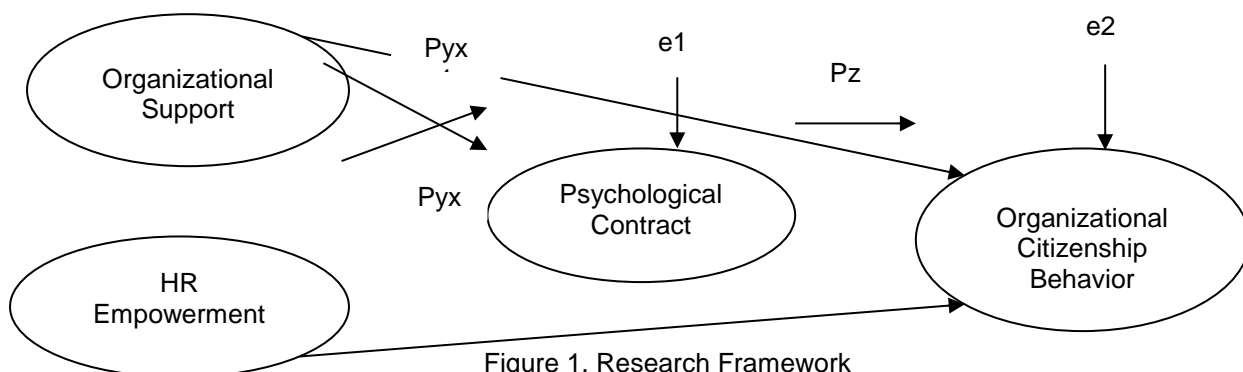 Organizational
Support
Pyx
e1
Pz
e2
Pyx
Psychological
Contract
Organizational
Citizenship
Behavior
HR
Empowerment
Figure 1. Research Framework